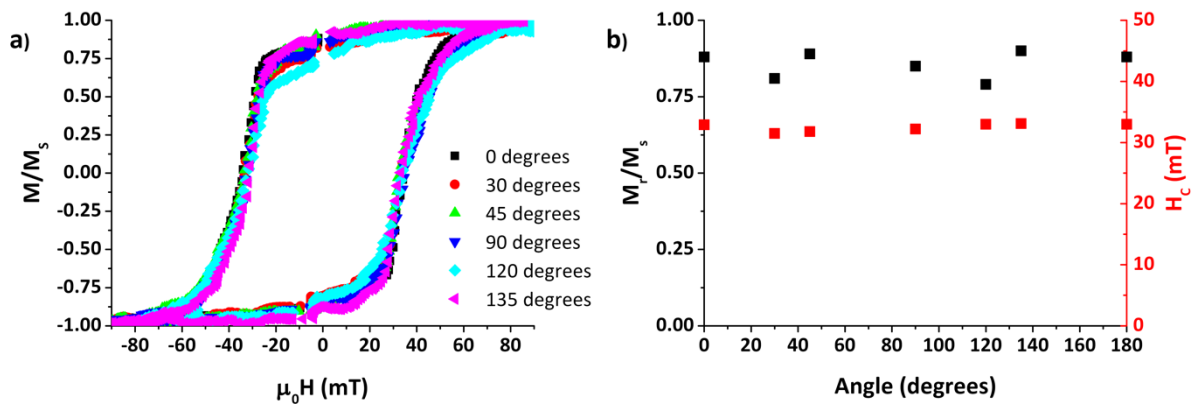 a)
1.00
0.75
0.50
0.25
0.00
-0.25
-0.50
-0.75
-1.00
M/Mₛ
-80 -60 -40 -20 0 20 40 60 80
μ₀H (mT)
0 degrees
30 degrees
45 degrees
90 degrees
120 degrees
135 degrees
b)
1.00
0.75
0.50
0.25
0.00
Mᵣ/Mₛ
0 20 40 60 80 100 120 140 160 180
Angle (degrees)
50
40
30
20
10
0
H_C (mT)